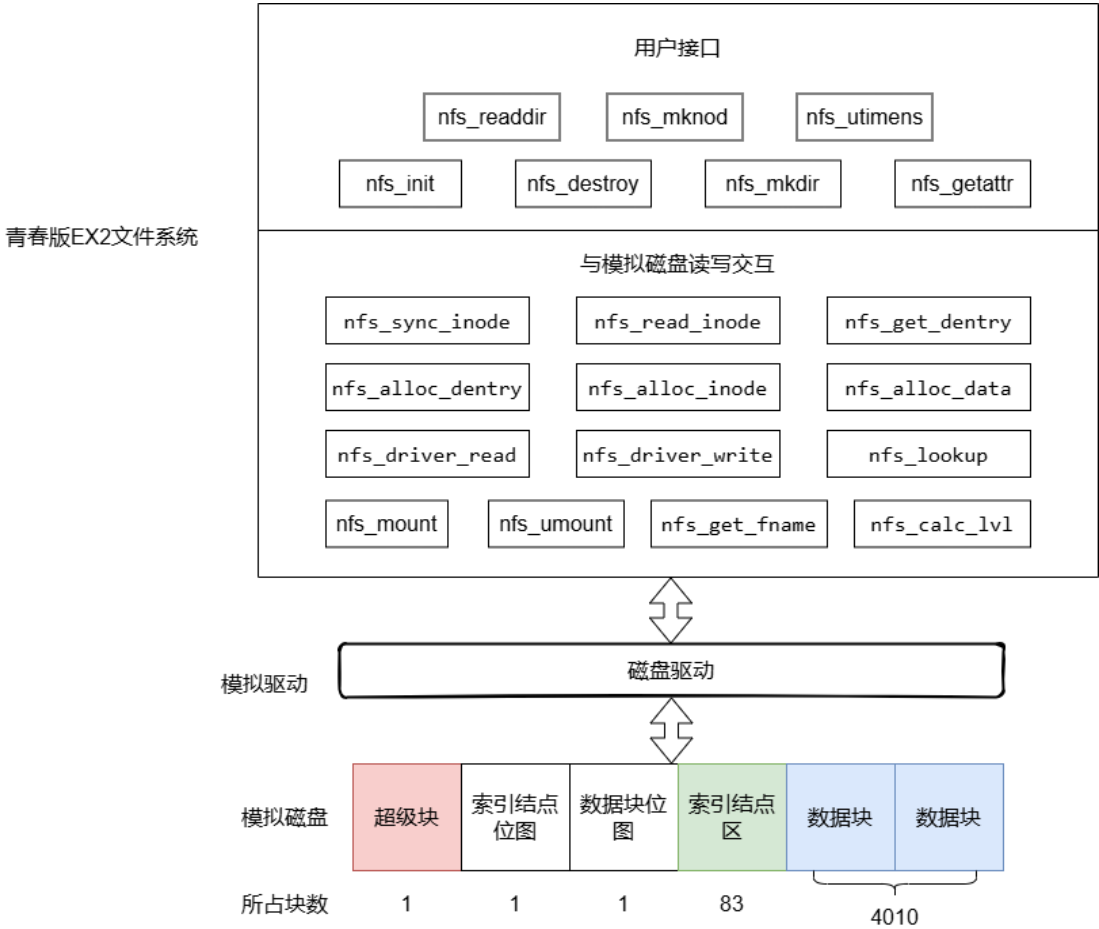 用户接口
nfs_readdir
nfs_mknod
nfs_utimens
nfs_init
nfs_destroy
nfs_mkdir
nfs_getattr
青春版EX2文件系统
与模拟磁盘读写交互
nfs_sync_inode
nfs_read_inode
nfs_get_dentry
nfs_alloc_dentry
nfs_alloc_inode
nfs_alloc_data
nfs_driver_read
nfs_driver_write
nfs_lookup
nfs_mount
nfs_umount
nfs_get_fname
nfs_calc_lvl
模拟驱动
磁盘驱动
模拟磁盘
超级块
索引结点
位图
数据块位
图
索引结点
区
数据块
数据块
所占块数
1
1
1
83
4010